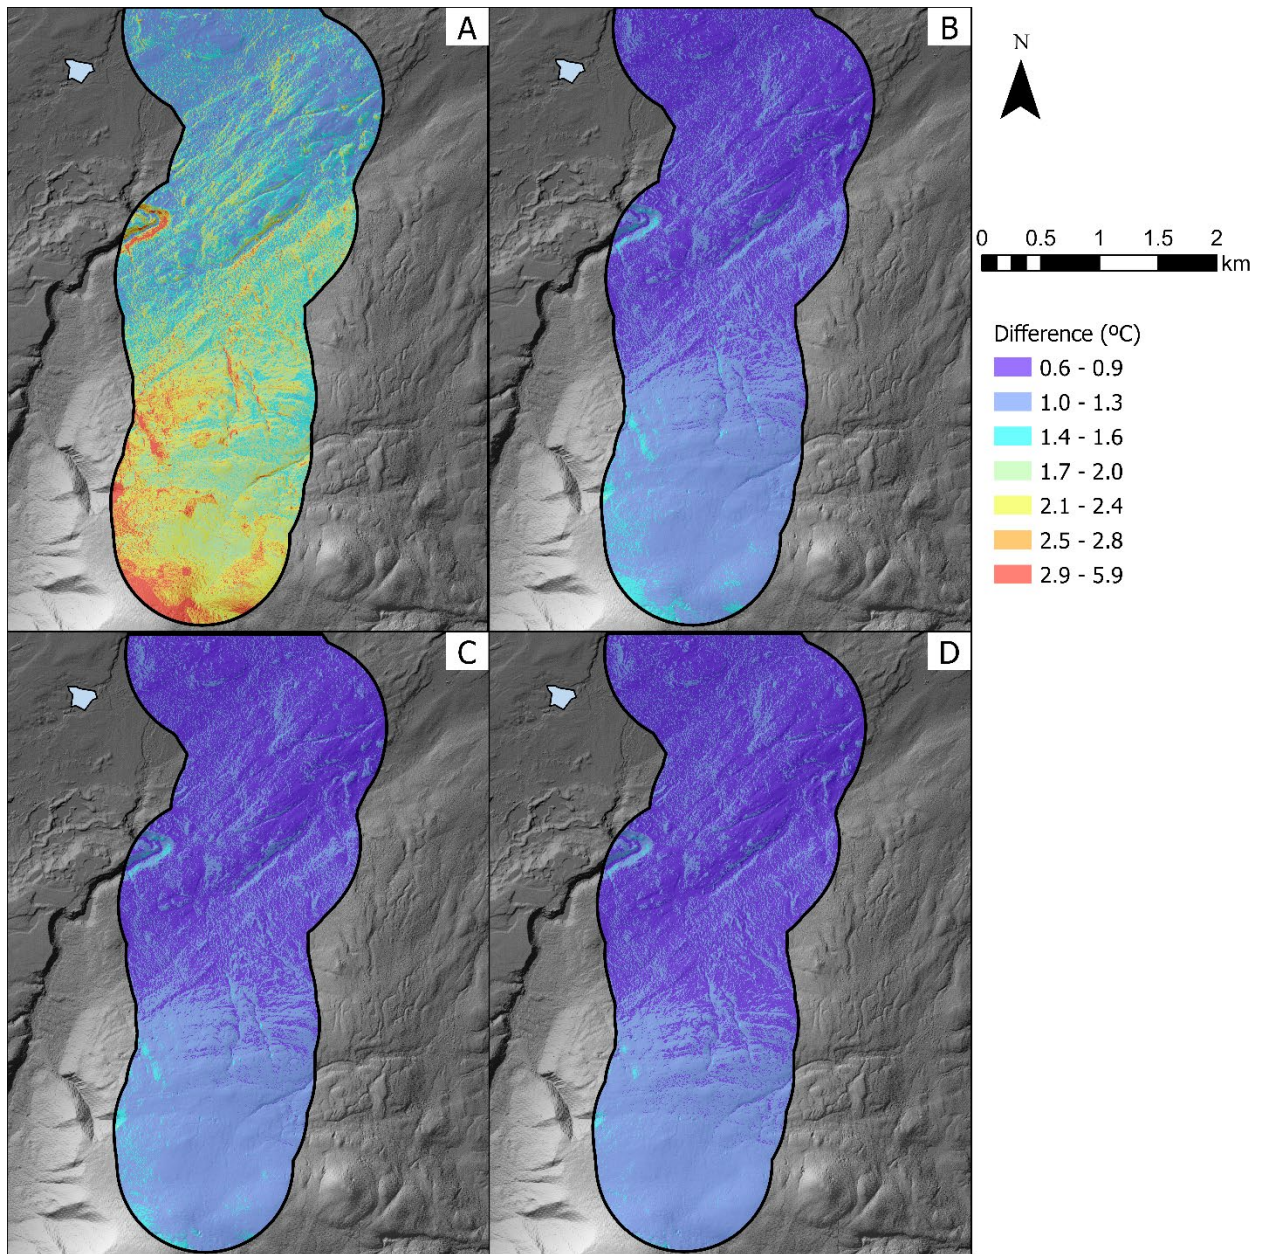 A
B
N
0 0.5 1 1.5 2
km
Difference (ºC)
0.6 - 0.9
1.0 - 1.3
1.4 - 1.6
1.7 - 2.0
2.1 - 2.4
2.5 - 2.8
2.9 - 5.9
C
D